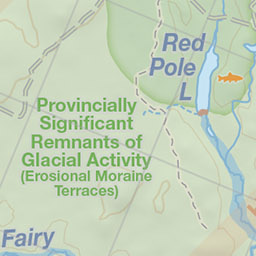 Red
Pole
L
Provincially
Significant
Remnants of
Glacial Activity
(Erosional Moraine
Terraces)
Fairy